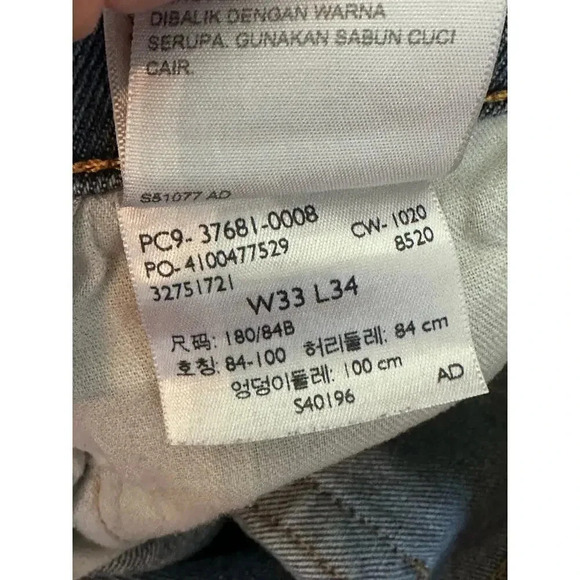 DIBALIK DENGAN WARNA
SERUPA. GUNAKAN SABUN CUCI
CAIR.
S51077 AD
PC9- 37681-0008
PO-4100477529
CW-1020
32751721
8520
W33 L34
尺码: 180/84B
호칭: 84-100 허리둘레: 84 cm
엉덩이둘레: 100 cm
S40196
AD